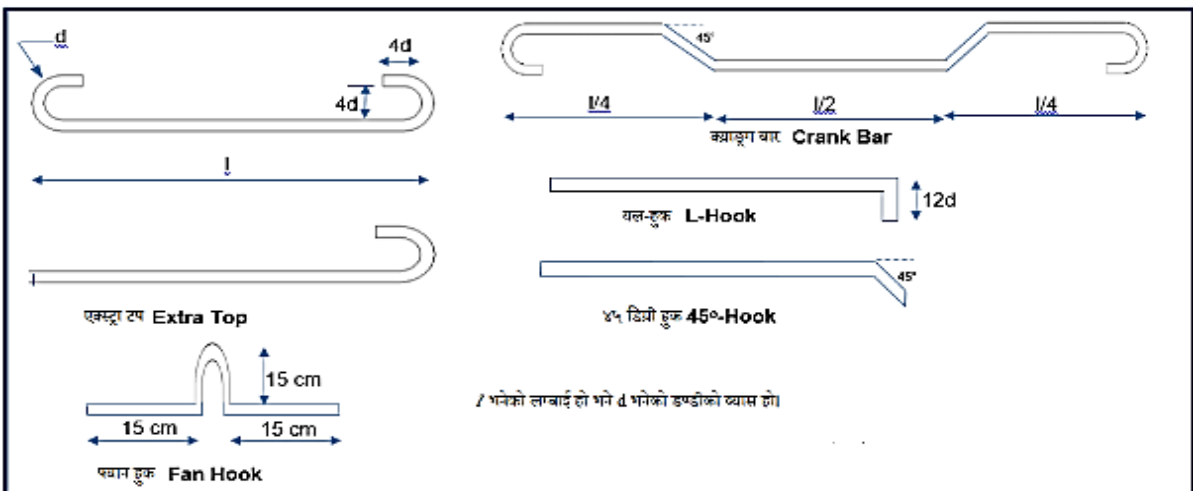 d
4d
4d
l
एक्स्ट्रा टप Extra Top
15 cm
15 cm
15 cm
फ्यान हुक Fan Hook
45°
l/4
l/2
l/4
बार Crank Bar
12d
यल-हुक L-Hook
45°
४५ डिग्री हुक 45º-Hook
l भनेको लम्बाई हो भने d भनेको डण्डीको व्यास हो।